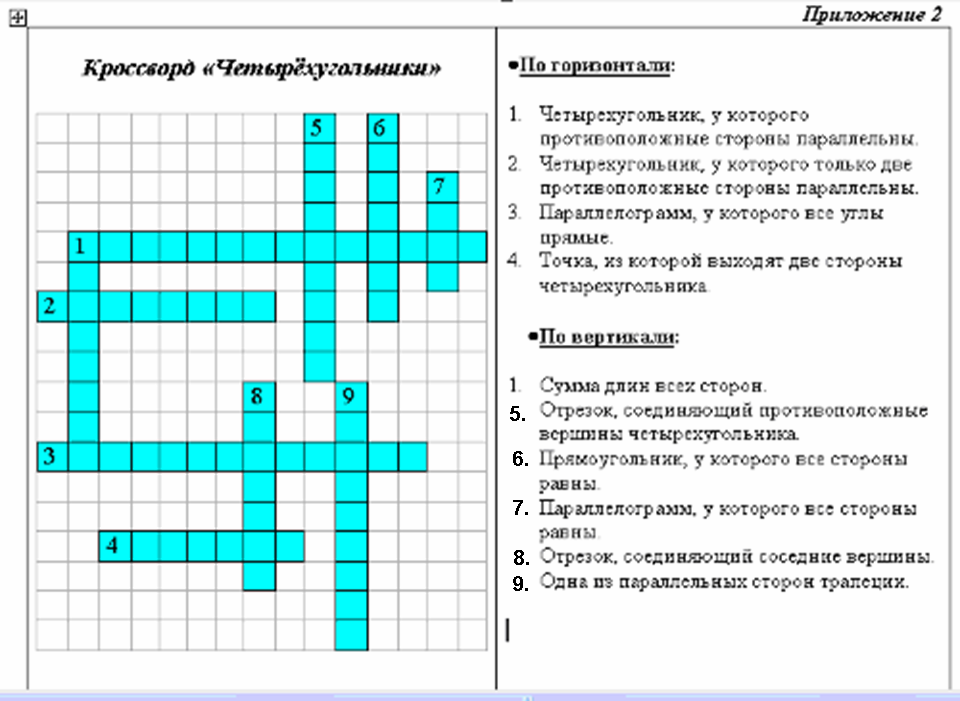 Приложение 2
Кроссворд «Четырёхугольники»
5 6
7
1
2
8 9
3
4
●По горизонтали:
1. Четырехугольник, у которого
противоположные стороны параллельны.
2. Четырехугольник, у которого только две
противоположные стороны параллельны.
3. Параллелограмм, у которого все углы
прямые.
4. Точка, из которой выходят две стороны
четырехугольника.
●По вертикали:
1. Сумма длин всех сторон.
5. Отрезок, соединяющий противоположные
вершины четырехугольника.
6. Прямоугольник, у которого все стороны
равны.
7. Параллелограмм, у которого все стороны
равны.
8. Отрезок, соединяющий соседние вершины.
9. Одна из параллельных сторон трапеции.